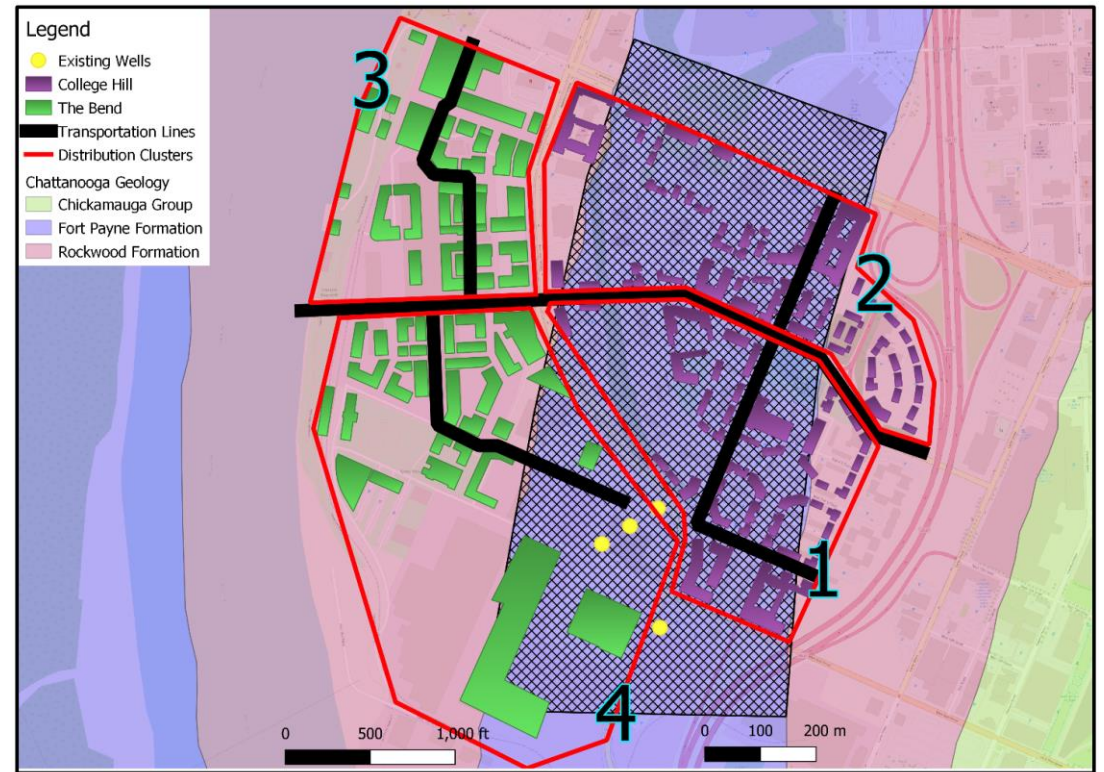 Legend
Existing Wells
College Hill
The Bend
Transportation Lines
Distribution Clusters
Chattanooga Geology
Chickamauga Group
Fort Payne Formation
Rockwood Formation
3
2
1
4
0 500 1,000 ft
0 100 200 m